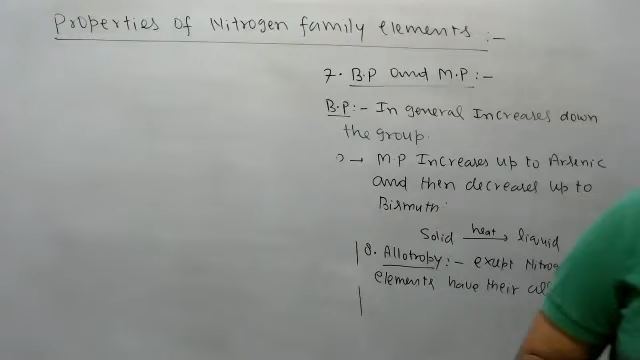 Properties of Nitrogen family elements :-
7. B.P and M.P :-
B.P :- In general Increases down
the group.
→ M.P Increases up to Arsenic
and then decreases up to
Bismuth.
Solid heat→ liquid
8. Allotropy :- except Nitrog
elements have their all